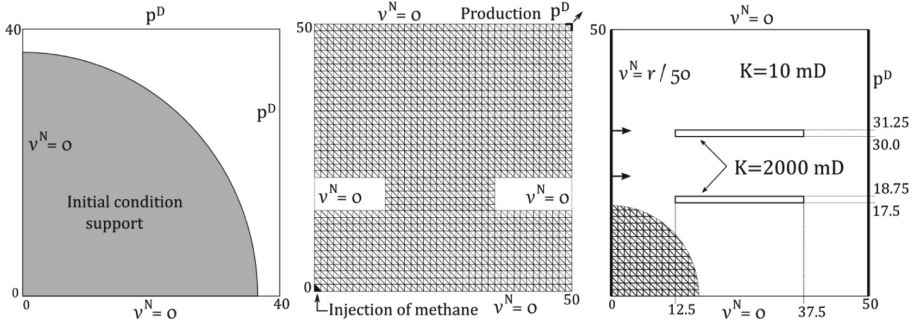 p^D
40
p^D
v^N = 0
Initial condition
support
0
0
v^N = 0
40
v^N = 0
Production p^D
50
v^N = 0
v^N = 0
0
0
Injection of methane
v^N = 0
50
v^N = 0
50
v^N = r / 50
K=10 mD
p^D
31.25
30.0
K=2000 mD
18.75
17.5
0
0
12.5
v^N = 0
37.5
50